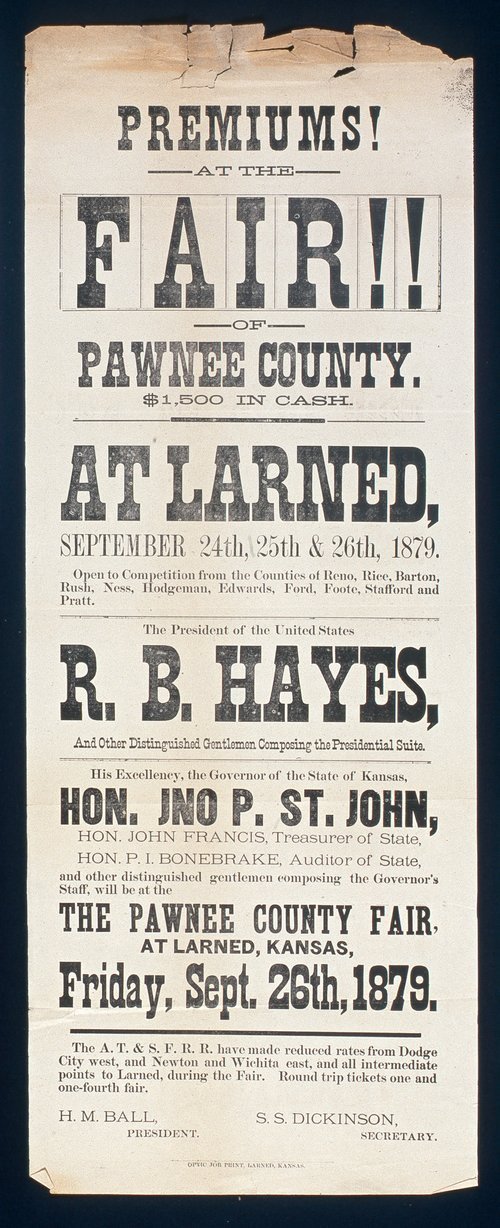 PREMIUMS!
AT THE
FAIR!!
OF
PAWNEE COUNTY.
$1,500 IN CASH.
AT LARNED,
SEPTEMBER 24th, 25th & 26th, 1879.
Open to Competition from the Counties of Reno, Rice, Barton,
Rush, Ness, Hodgeman, Edwards, Ford, Foote, Stafford and
Pratt.
The President of the United States
R. B. HAYES,
And Other Distinguished Gentlemen Composing the Presidential Suite.
His Excellency, the Governor of the State of Kansas,
HON. JNO P. ST. JOHN,
HON. JOHN FRANCIS, Treasurer of State,
HON. P. I. BONEBRAKE, Auditor of State,
and other distinguished gentlemen composing the Governor's
Staff, will be at the
THE PAWNEE COUNTY FAIR,
AT LARNED, KANSAS,
Friday, Sept. 26th, 1879.
The A. T. & S. F. R. R. have made reduced rates from Dodge
City west, and Newton and Wichita east, and all intermediate
points to Larned, during the Fair. Round trip tickets one and
one-fourth fair.
H. M. BALL,
PRESIDENT.
S. S. DICKINSON,
SECRETARY.
OPTIC JOB PRINT, LARNED, KANSAS.